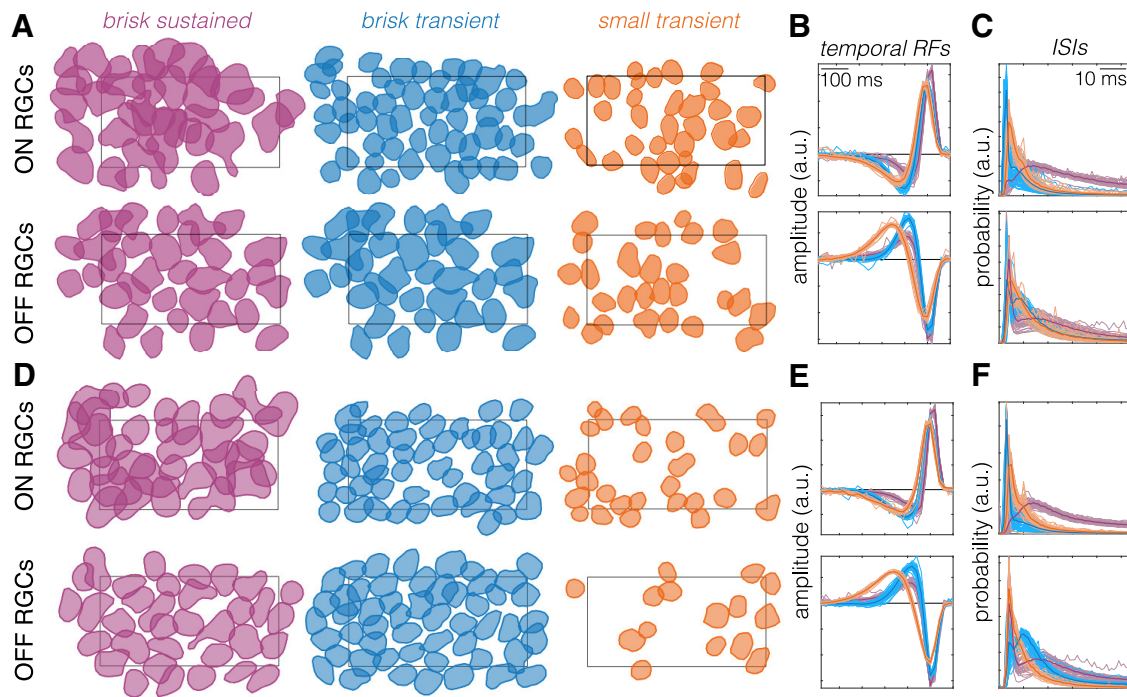 A
brisk sustained
brisk transient
small transient
B
temporal RFs
100 ms
C
ISIs
10 ms
ON RGCs
OFF RGCs
amplitude (a.u.)
probability (a.u.)
D
ON RGCs
OFF RGCs
E
amplitude (a.u.)
F
probability (a.u.)